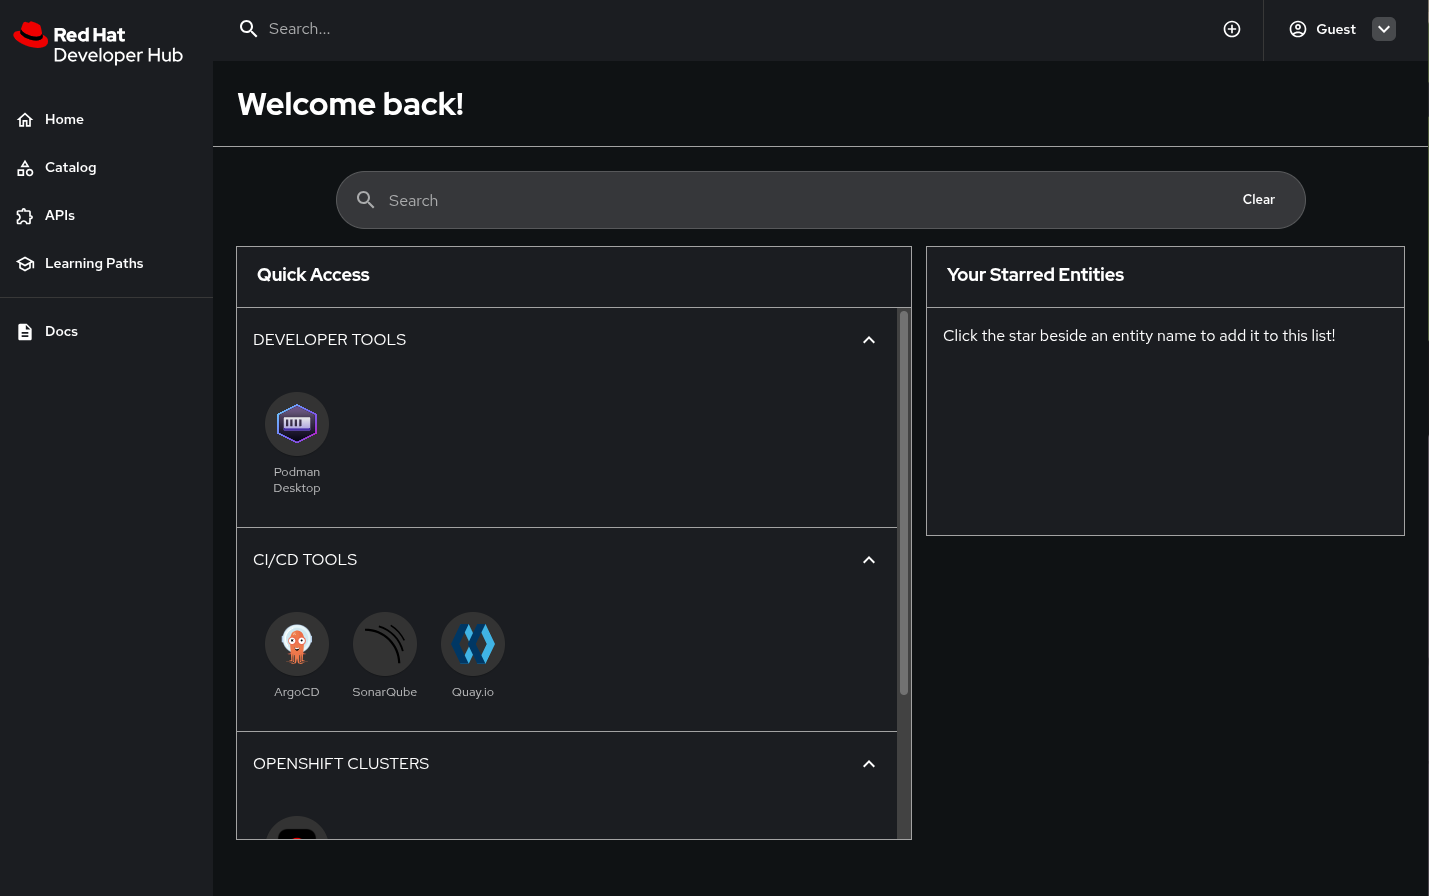 Red Hat
Developer Hub
Search...
Guest
Home
Catalog
APIs
Learning Paths
Docs
Welcome back!
Search
Clear
Quick Access
DEVELOPER TOOLS
Podman
Desktop
CI/CD TOOLS
ArgoCD
SonarQube
Quay.io
OPENSHIFT CLUSTERS
Your Starred Entities
Click the star beside an entity name to add it to this list!